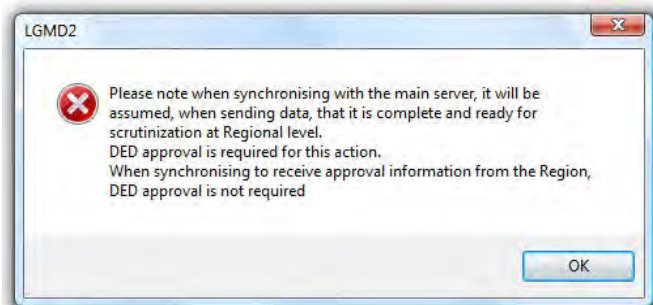 LGMD2
Please note when synchronising with the main server, it will be
assumed, when sending data, that it is complete and ready for
scrutinization at Regional level.
DED approval is required for this action.
When synchronising to receive approval information from the Region,
DED approval is not required
OK